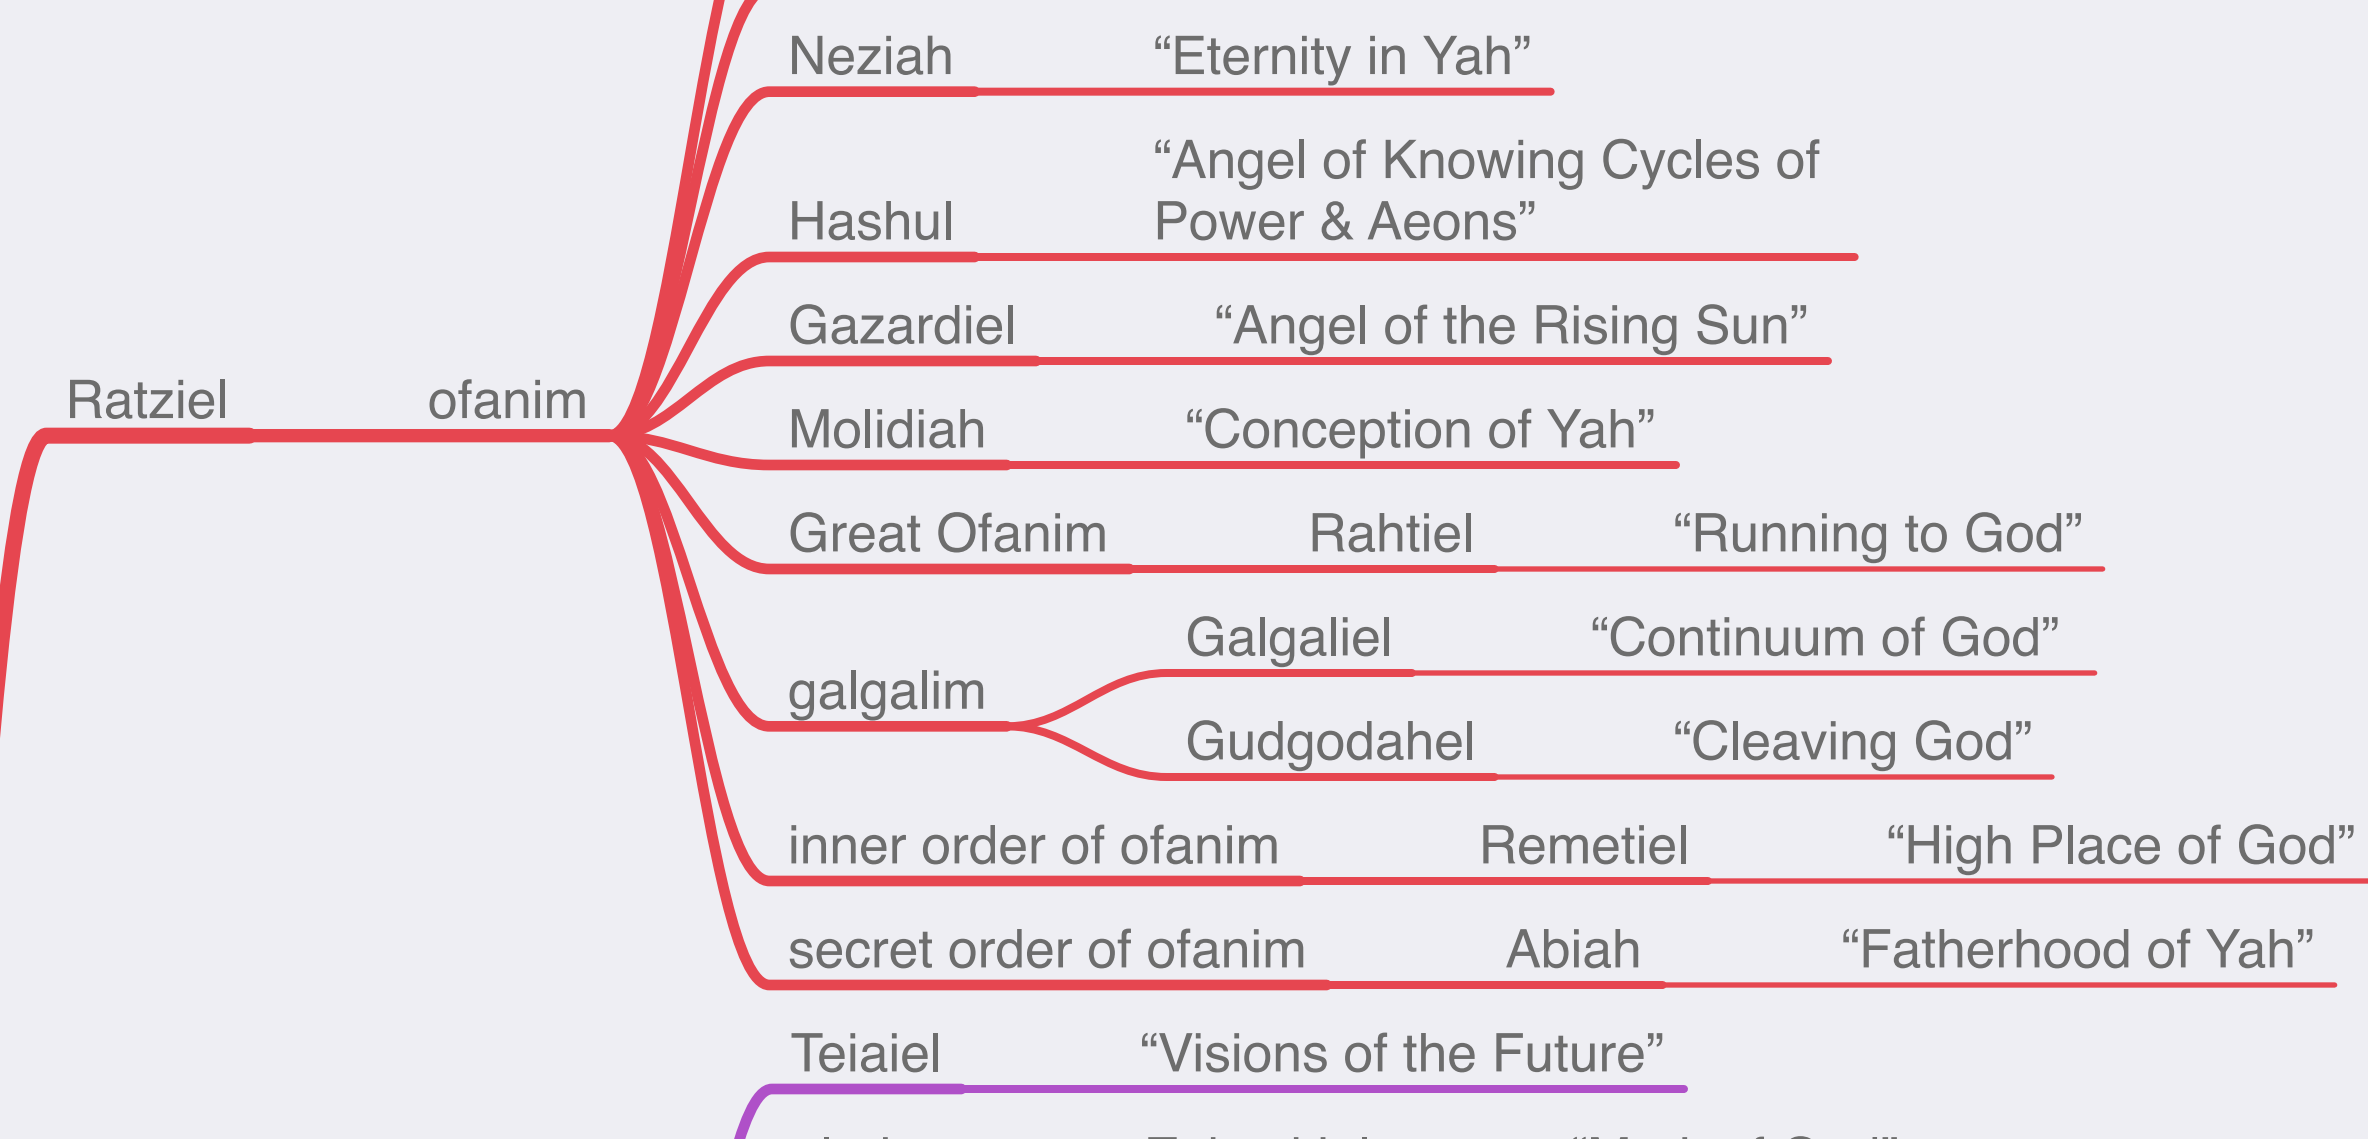 Neziah “Eternity in Yah”
“Angel of Knowing Cycles of
Hashul Power & Aeons”
Gazardiel “Angel of the Rising Sun”
Ratziel ofanim
Molidiah “Conception of Yah”
Great Ofanim Rahtiel “Running to God”
Galgaliel “Continuum of God”
galgalim
Gudgodahel “Cleaving God”
inner order of ofanim Remetiel “High Place of God”
secret order of ofanim Abiah “Fatherhood of Yah”
Teiaiel “Visions of the Future”